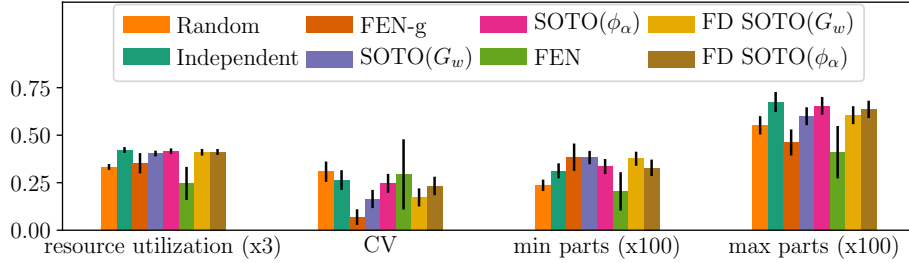 Random FEN-g SOTO(ϕα) FD SOTO(Gw)
Independent SOTO(Gw) FEN FD SOTO(ϕα)
0.75
0.50
0.25
0.00
resource utilization (x3) CV min parts (x100) max parts (x100)